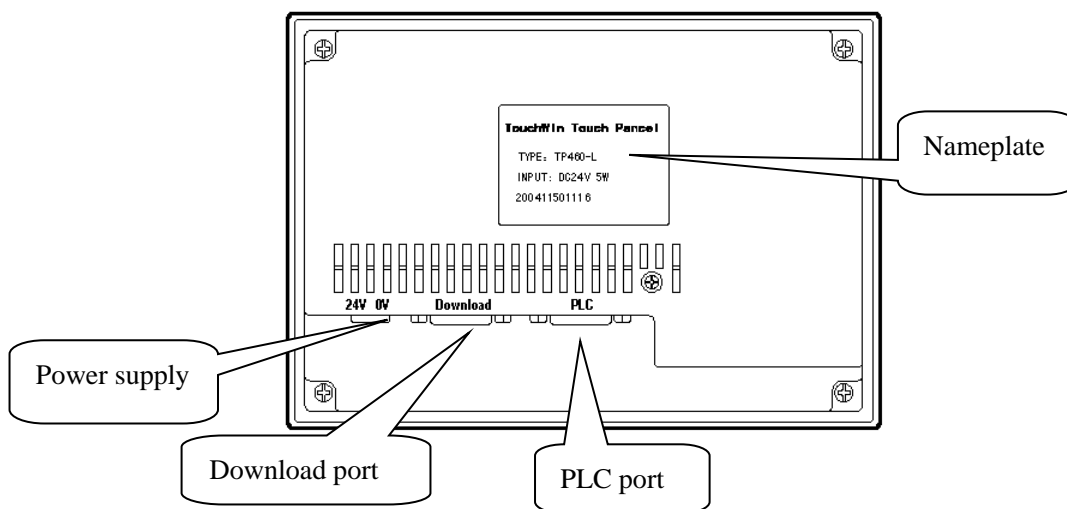 TouchWin Touch Pancel
TYPE: TP460-L
INPUT: DC24V 5W
200411501116
Nameplate
24V 0V Download PLC
Power supply
Download port
PLC port